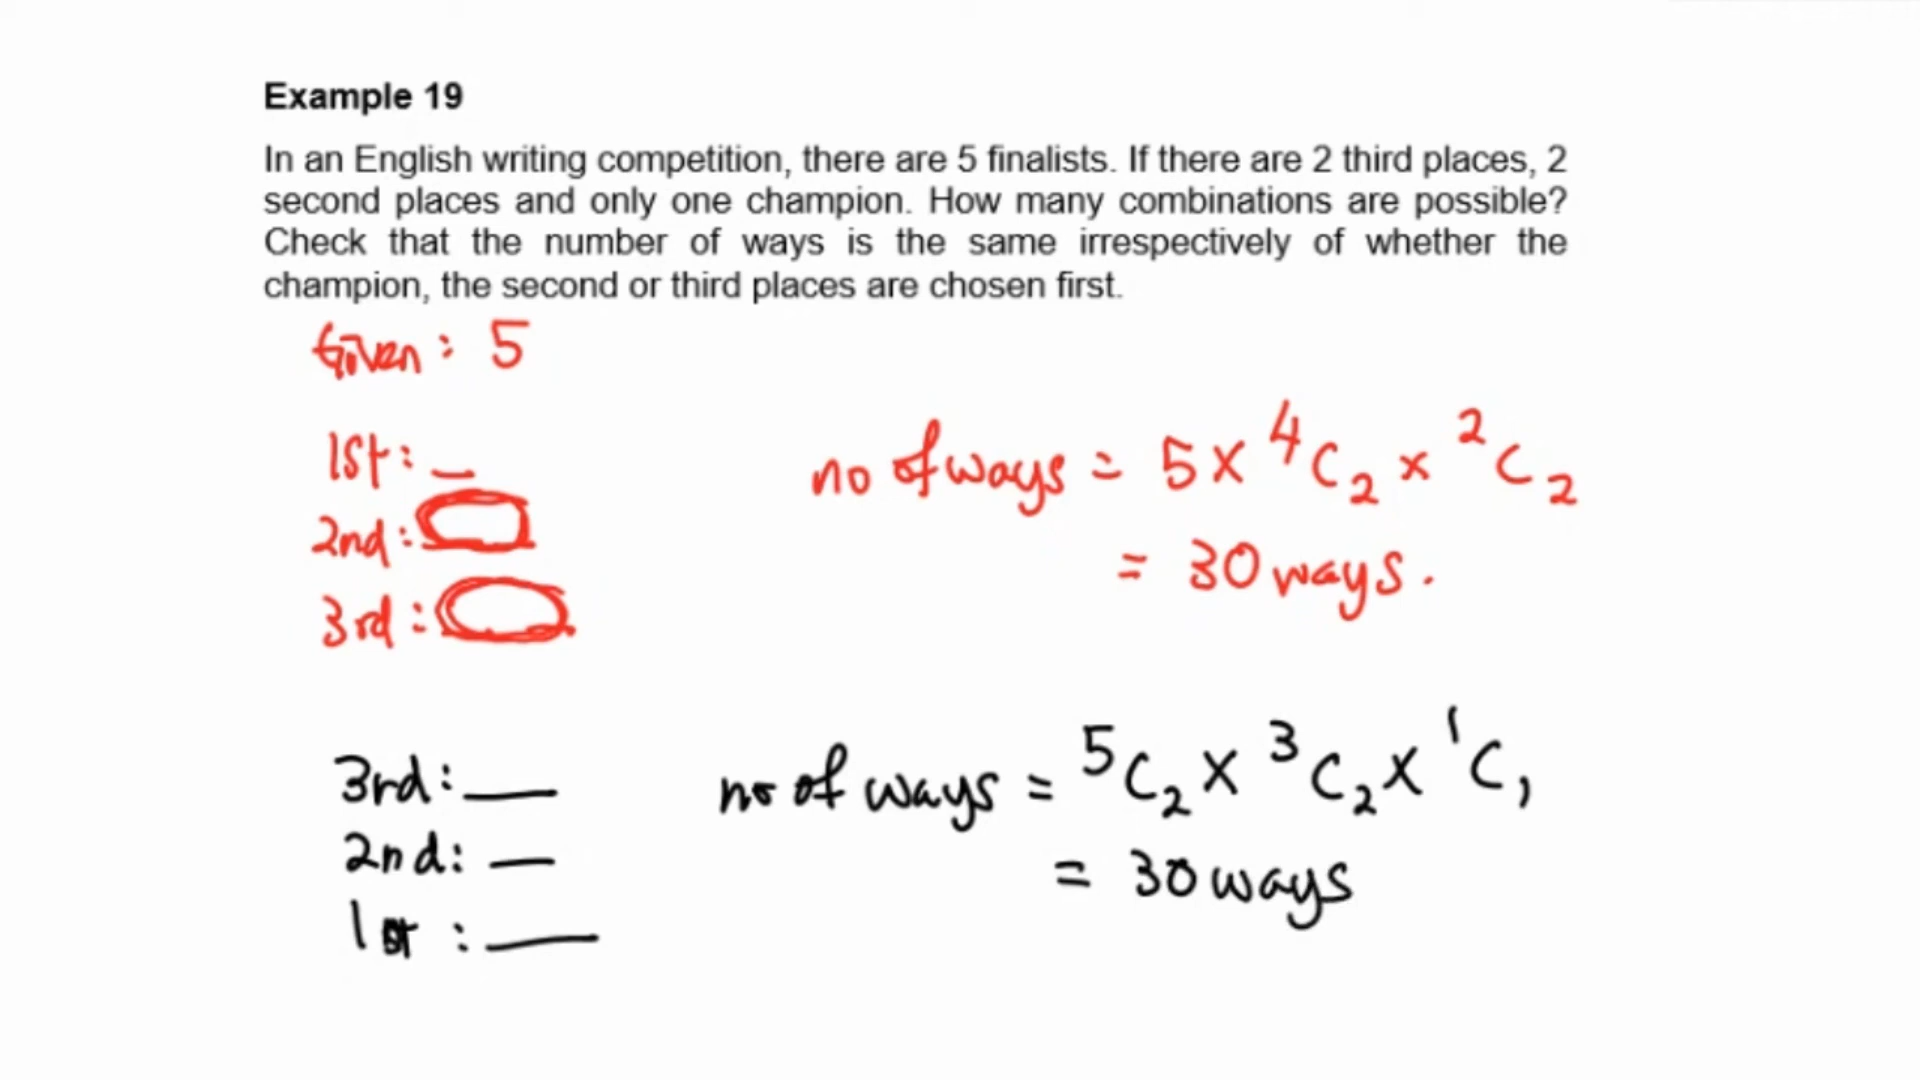 Example 19
In an English writing competition, there are 5 finalists. If there are 2 third places, 2
second places and only one champion. How many combinations are possible?
Check that the number of ways is the same irrespectively of whether the
champion, the second or third places are chosen first.
Given: 5
1st: _
2nd:
3rd:
no of ways = 5 x ⁴C₂ x ²C₂
= 30 ways.
3rd: __
2nd: __
1st : __
no of ways = ⁵C₂ x ³C₂ x ¹C₁
= 30 ways